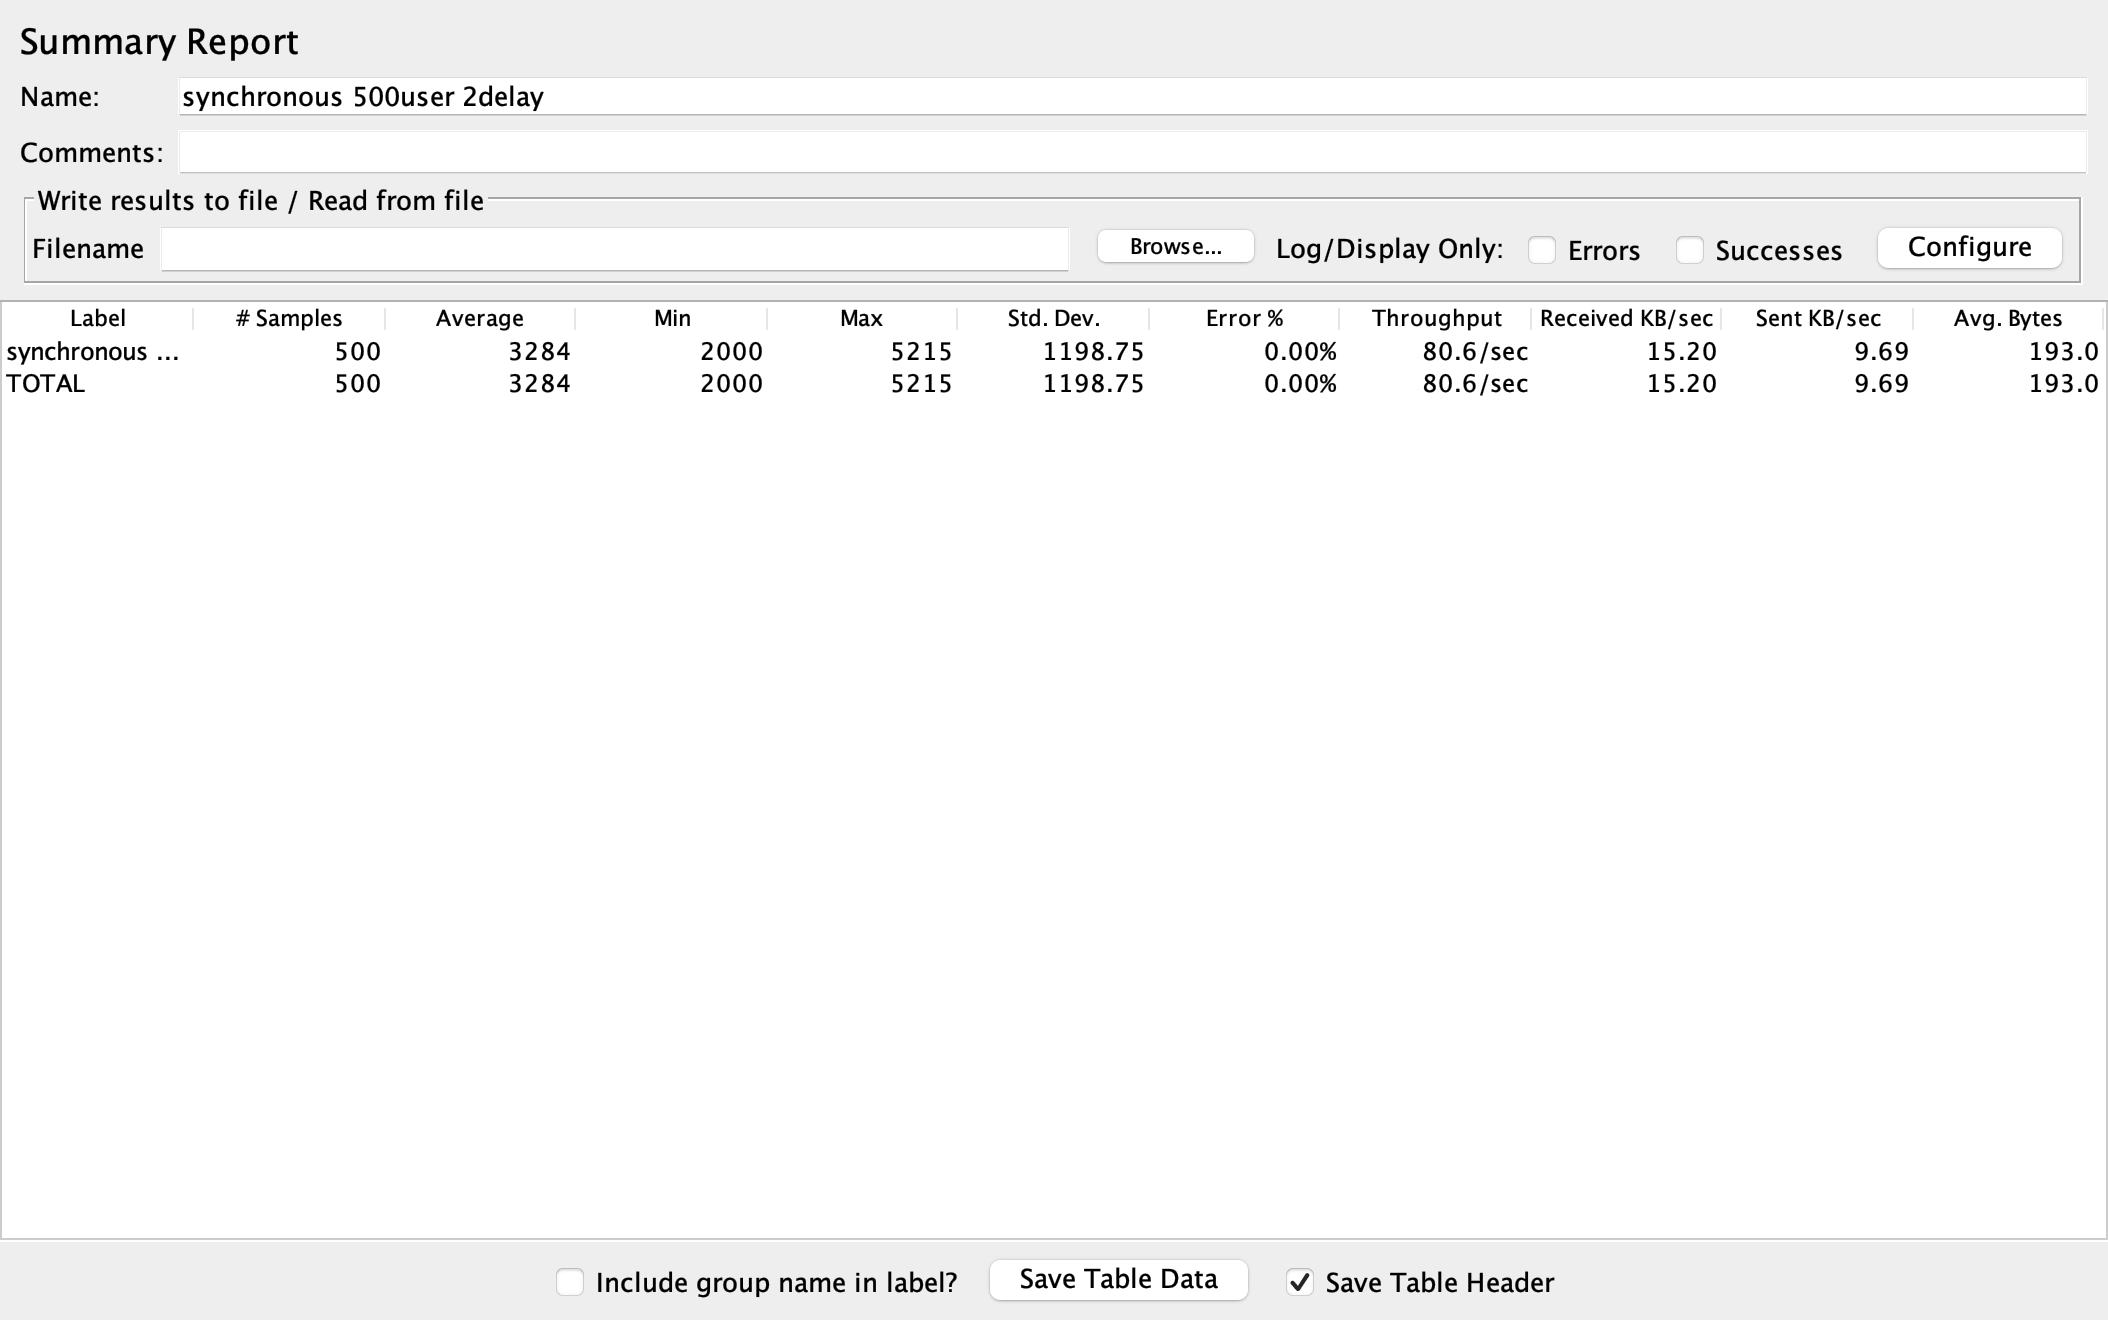 Summary Report
Name: synchronous 500user 2delay
Comments:
Write results to file / Read from file
Filename Browse... Log/Display Only: Errors Successes Configure
Label # Samples Average Min Max Std. Dev. Error % Throughput Received KB/sec Sent KB/sec Avg. Bytes
synchronous ... 500 3284 2000 5215 1198.75 0.00% 80.6/sec 15.20 9.69 193.0
TOTAL 500 3284 2000 5215 1198.75 0.00% 80.6/sec 15.20 9.69 193.0
Include group name in label? Save Table Data Save Table Header